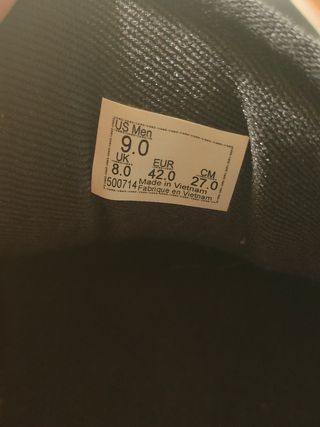 US Men
9.0
UK EUR CM.
8.0 42.0 27.0
500714 Made in Vietnam
Fabrique en Vietnam